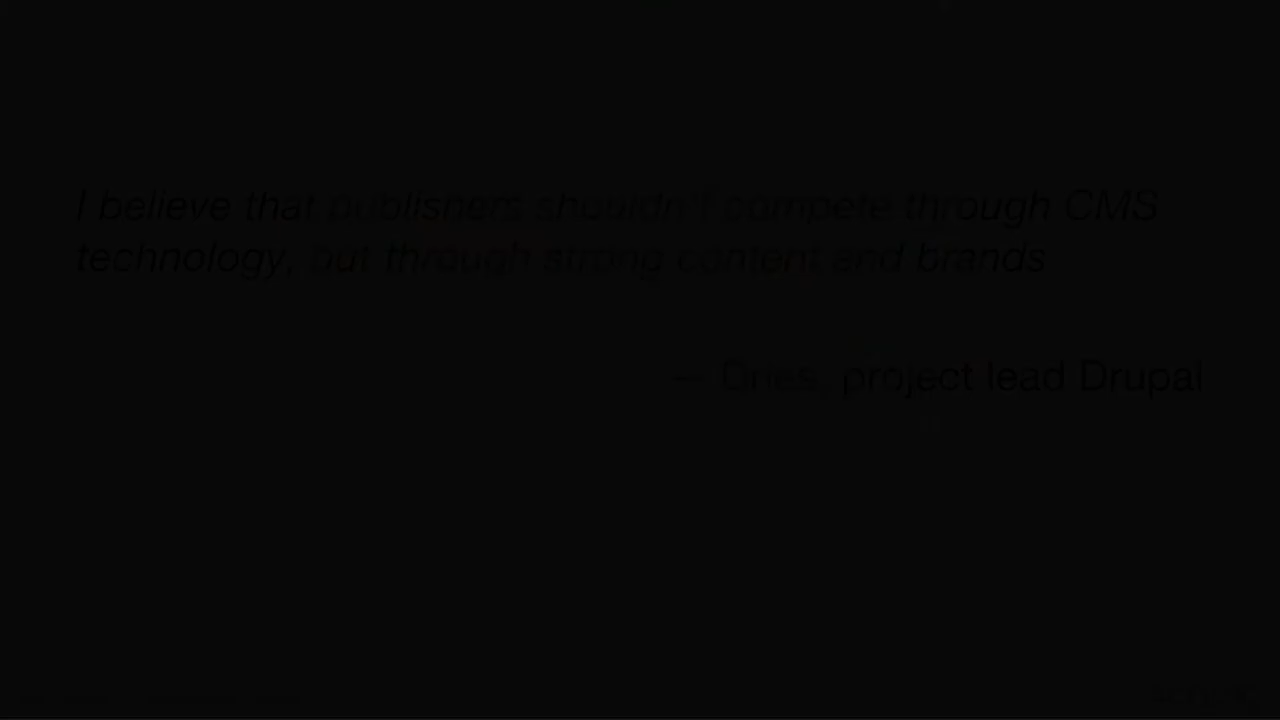 I believe that publishers shouldn't compete through CMS
technology, but through strong content and brands
— Dries, project lead Drupal